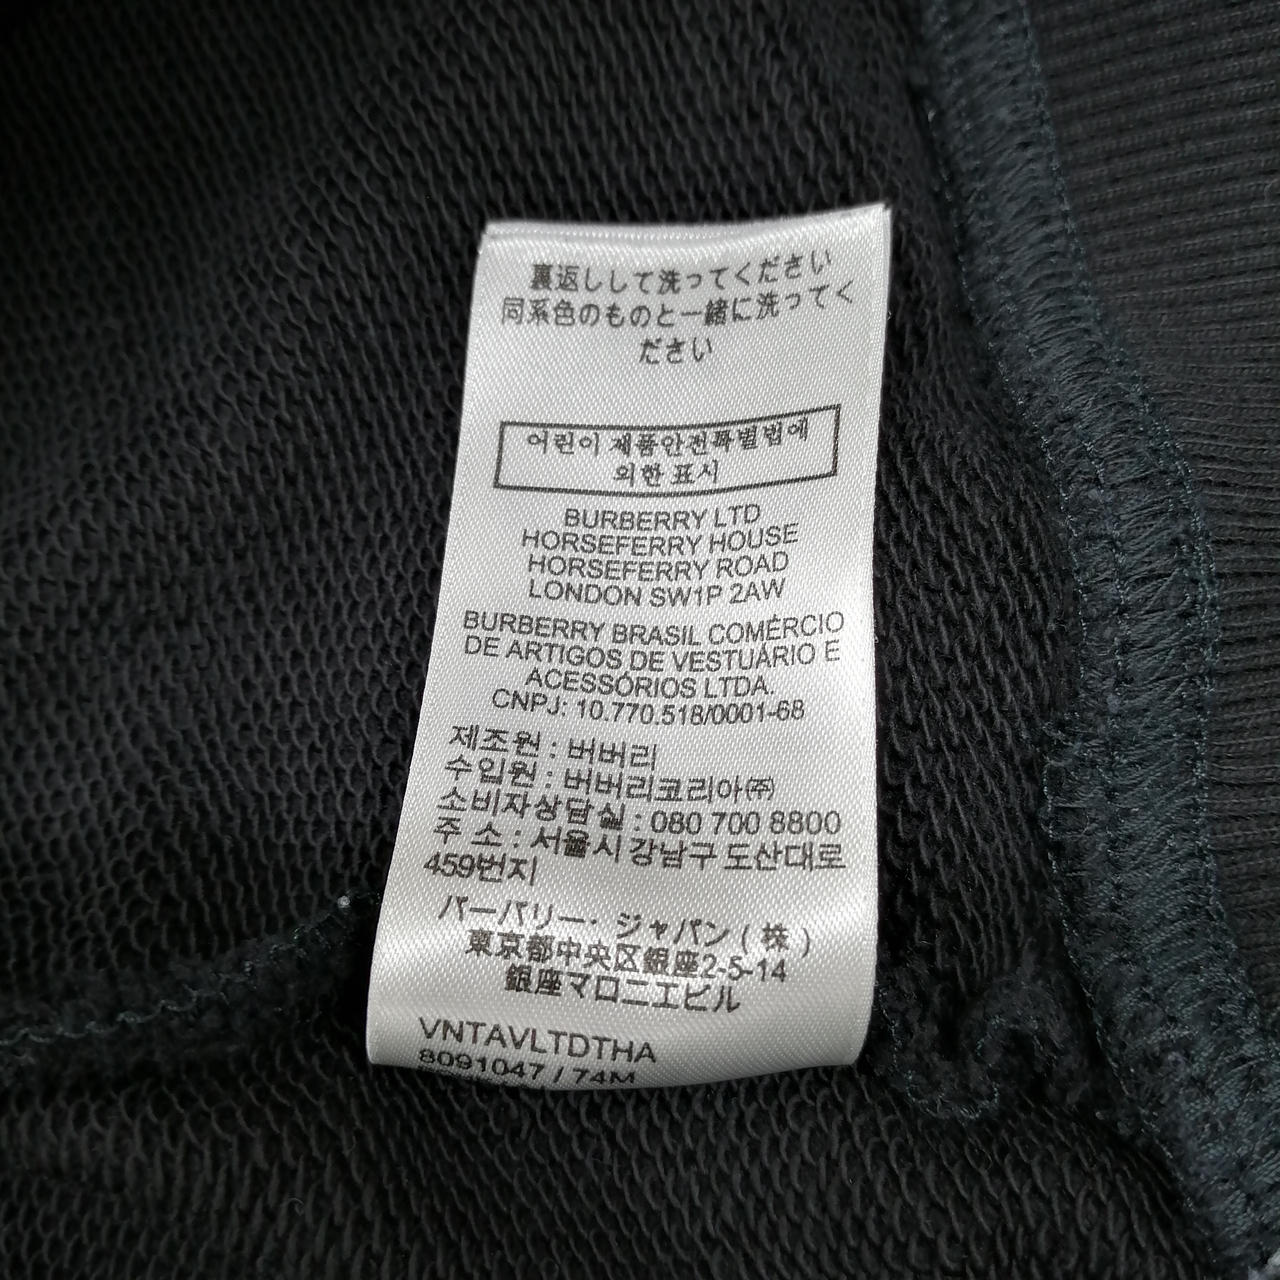 裏返しして洗ってください
同系色のものと一緒に洗ってく
ださい
어린이 제품안전특별법에
의한 표시
BURBERRY LTD
HORSEFERRY HOUSE
HORSEFERRY ROAD
LONDON SW1P 2AW
BURBERRY BRASIL COMÉRCIO
DE ARTIGOS DE VESTUÁRIO E
ACESSÓRIOS LTDA.
CNPJ: 10.770.518/0001-68
제조원 : 버버리
수입원 : 버버리코리아㈜
소비자상담실 : 080 700 8800
주 소 : 서울시 강남구 도산대로
459번지
バーバリー・ジャパン (株)
東京都中央区銀座2-5-14
銀座マロニエビル
VNTAVLTDTHA
8091047 / 74M